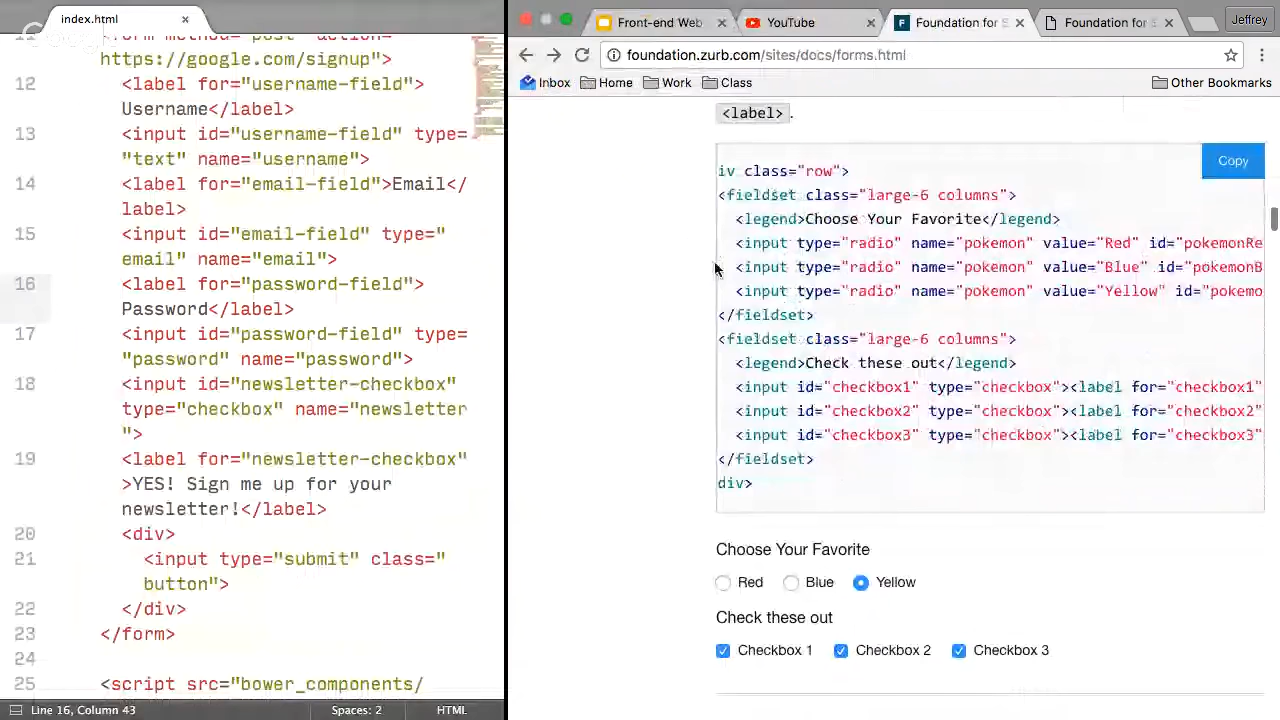 index.html
Google
11 <form method="post" action="
https://google.com/signup">
12 <label for="username-field">
Username</label>
13 <input id="username-field" type=
"text" name="username">
14 <label for="email-field">Email</
label>
15 <input id="email-field" type="
email" name="email">
16 <label for="password-field">
Password</label>
17 <input id="password-field" type=
"password" name="password">
18 <input id="newsletter-checkbox"
type="checkbox" name="newsletter
">
19 <label for="newsletter-checkbox"
>YES! Sign me up for your
newsletter!</label>
20 <div>
21 <input type="submit" class="
button">
22 </div>
23 </form>
24
25 <script src="bower_components/
Line 16, Column 43 Spaces: 2 HTML
Front-end Web YouTube Foundation for S Foundation for S Jeffrey
foundation.zurb.com/sites/docs/forms.html
Inbox Home Work Class Other Bookmarks
<label> .
Copy
iv class="row">
<fieldset class="large-6 columns">
<legend>Choose Your Favorite</legend>
<input type="radio" name="pokemon" value="Red" id="pokemonRe
<input type="radio" name="pokemon" value="Blue" id="pokemonB
<input type="radio" name="pokemon" value="Yellow" id="pokemo
</fieldset>
<fieldset class="large-6 columns">
<legend>Check these out</legend>
<input id="checkbox1" type="checkbox"><label for="checkbox1"
<input id="checkbox2" type="checkbox"><label for="checkbox2"
<input id="checkbox3" type="checkbox"><label for="checkbox3"
</fieldset>
div>
Choose Your Favorite
Red Blue Yellow
Check these out
Checkbox 1 Checkbox 2 Checkbox 3